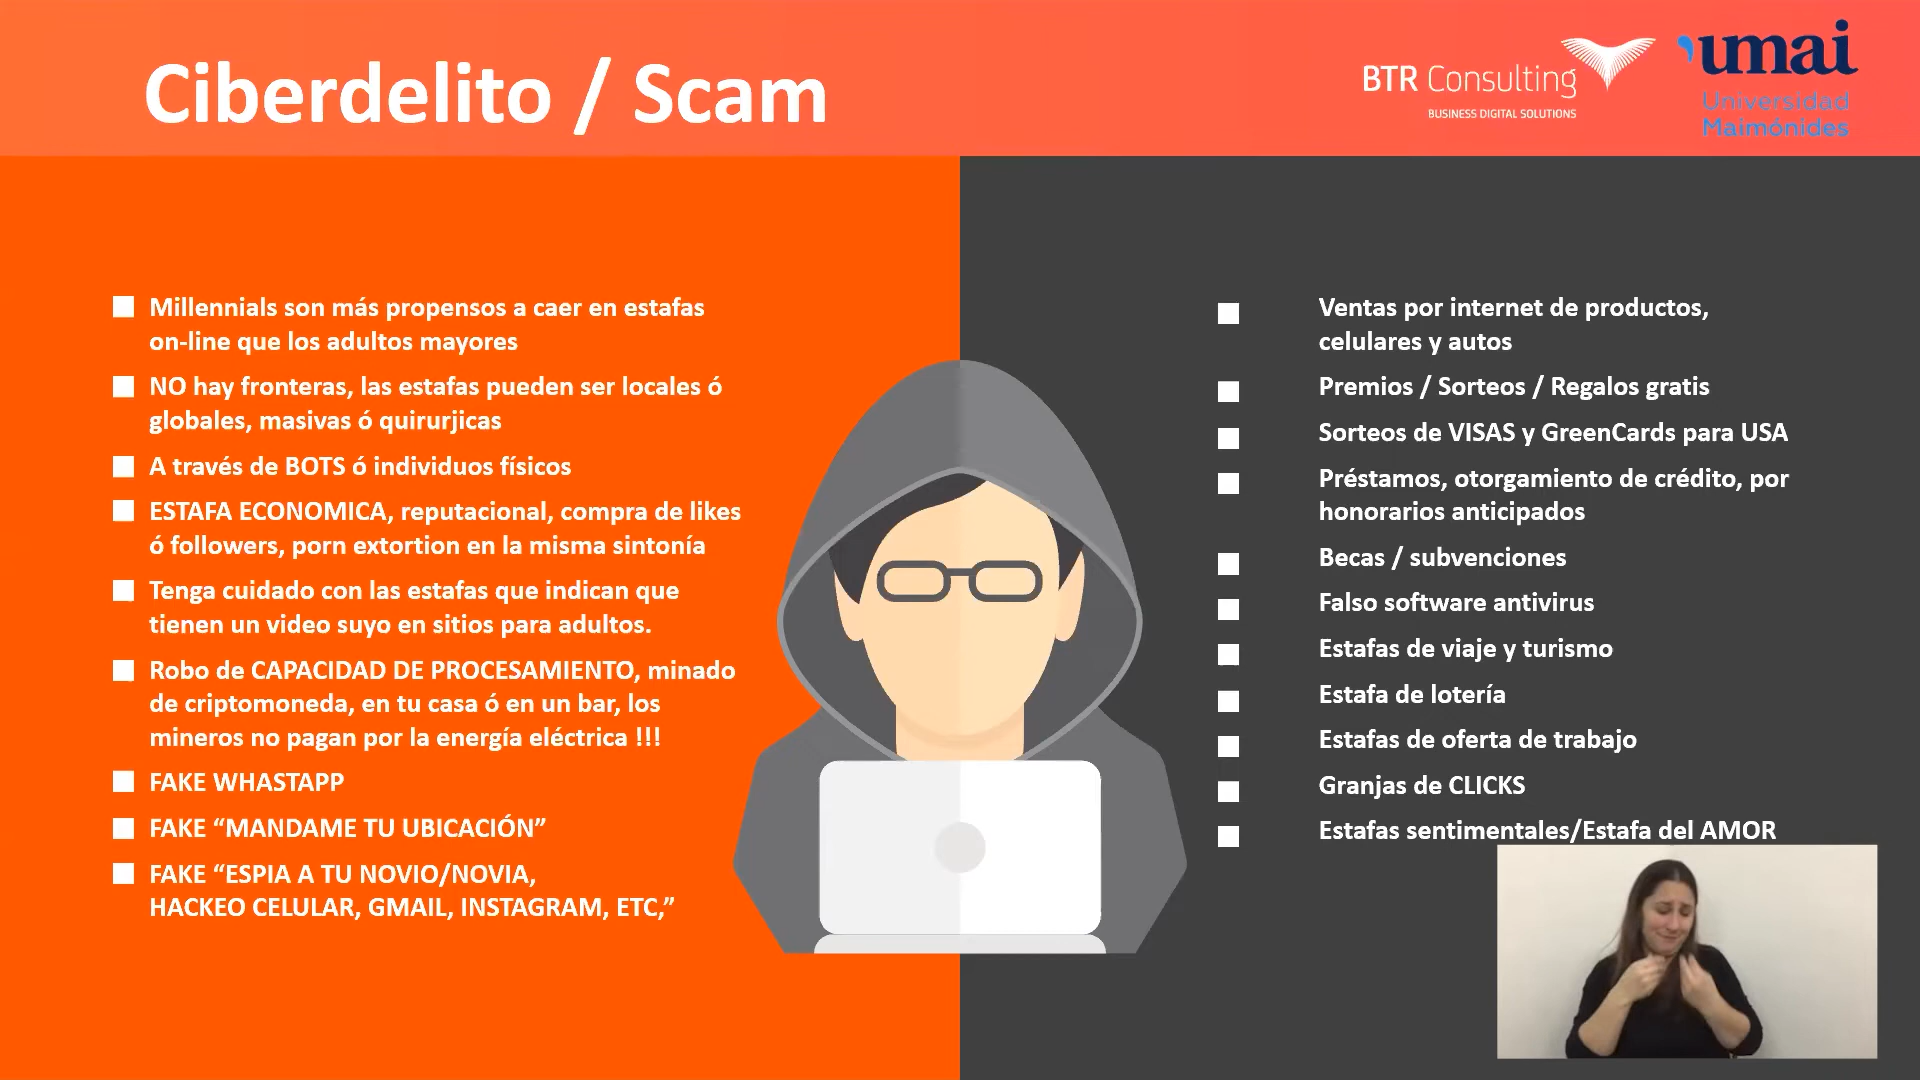 Ciberdelito / Scam
BTR Consulting
BUSINESS DIGITAL SOLUTIONS
umai
Universidad
Maimónides
Millennials son más propensos a caer en estafas
on-line que los adultos mayores
NO hay fronteras, las estafas pueden ser locales ó
globales, masivas ó quirurjicas
A través de BOTS ó individuos físicos
ESTAFA ECONOMICA, reputacional, compra de likes
ó followers, porn extortion en la misma sintonía
Tenga cuidado con las estafas que indican que
tienen un video suyo en sitios para adultos.
Robo de CAPACIDAD DE PROCESAMIENTO, minado
de criptomoneda, en tu casa ó en un bar, los
mineros no pagan por la energía eléctrica !!!
FAKE WHASTAPP
FAKE “MANDAME TU UBICACIÓN”
FAKE “ESPIA A TU NOVIO/NOVIA,
HACKEO CELULAR, GMAIL, INSTAGRAM, ETC,”
Ventas por internet de productos,
celulares y autos
Premios / Sorteos / Regalos gratis
Sorteos de VISAS y GreenCards para USA
Préstamos, otorgamiento de crédito, por
honorarios anticipados
Becas / subvenciones
Falso software antivirus
Estafas de viaje y turismo
Estafa de lotería
Estafas de oferta de trabajo
Granjas de CLICKS
Estafas sentimentales/Estafa del AMOR